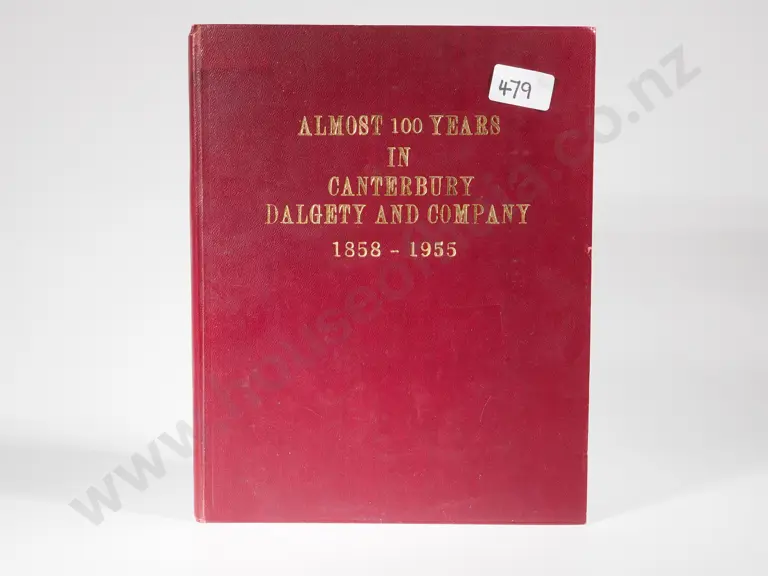 479
ALMOST 100 YEARS
IN
CANTERBURY
DALGETY AND COMPANY
1858 - 1955